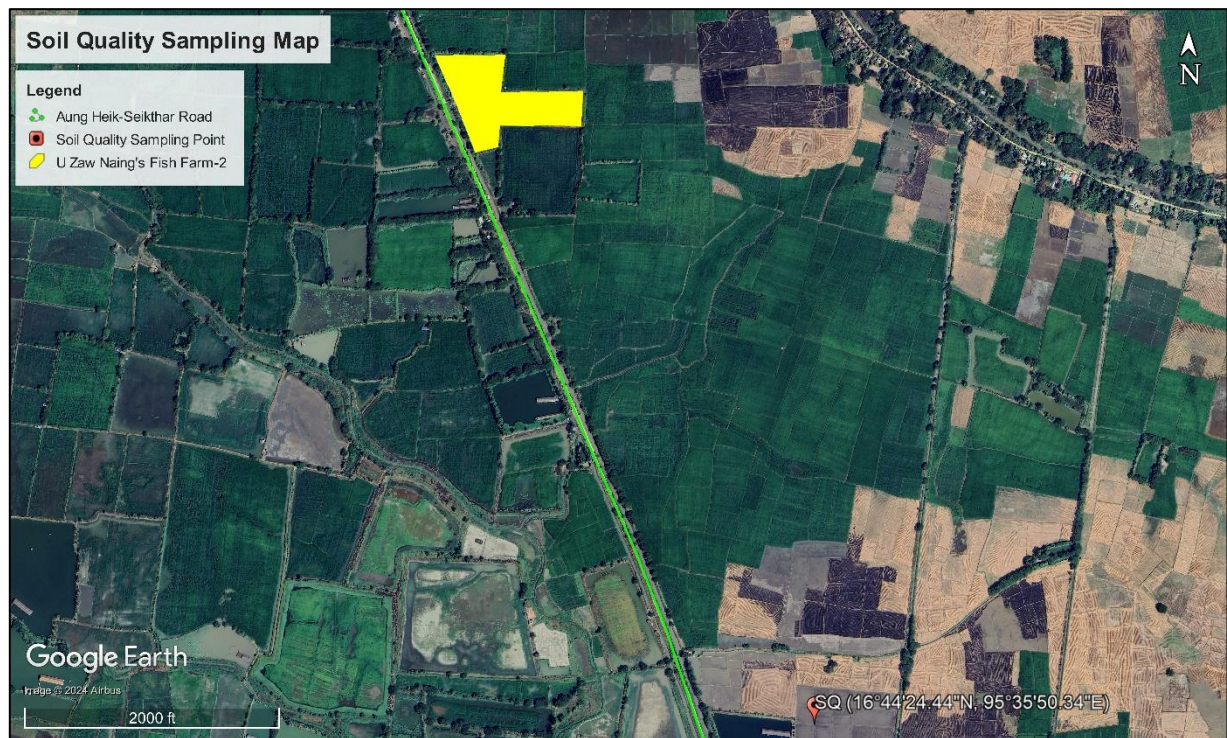 Soil Quality Sampling Map
Legend
Aung Heik-Seikthar Road
Soil Quality Sampling Point
U Zaw Naing's Fish Farm-2
N
SQ (16°44'24.44"N, 95°35'50.34"E)
Google Earth
Image © 2024 Airbus
2000 ft